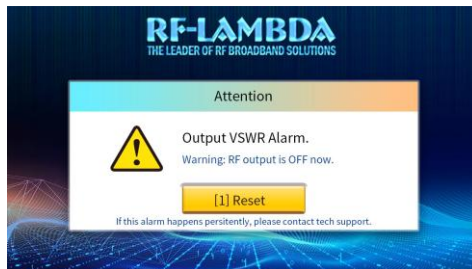 RF-LAMBDA
THE LEADER OF RF BROADBAND SOLUTIONS
Attention
Output VSWR Alarm.
Warning: RF output is OFF now.
[1] Reset
If this alarm happens persitently, please contact tech support.